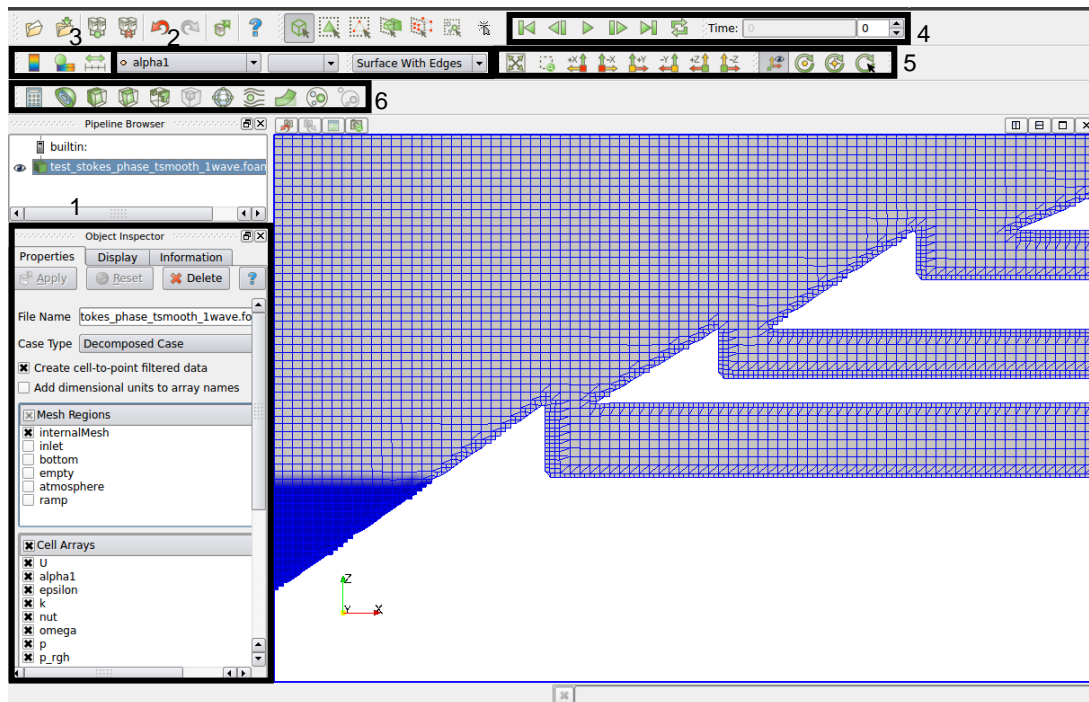 3 2 Time: 0 0 4
alpha1 Surface With Edges +X -X +Y -Y +Z -Z 5
6
Pipeline Browser
builtin:
test_stokes_phase_tsmooth_1wave.foan
1
Object Inspector
Properties Display Information
Apply Reset Delete ?
File Name tokes_phase_tsmooth_1wave.fo
Case Type Decomposed Case
Create cell-to-point filtered data
Add dimensional units to array names
Mesh Regions
internalMesh
inlet
bottom
empty
atmosphere
ramp
Cell Arrays
U
alpha1
epsilon
k
nut
omega
p
p_rgh
Z
Y X